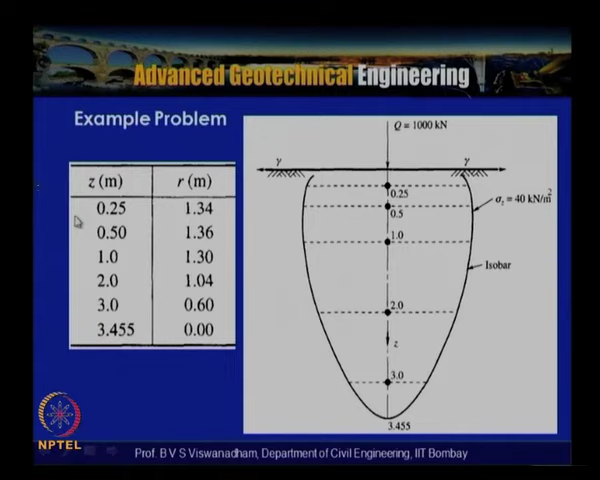 Advanced Geotechnical Engineering
Example Problem
z (m) r (m)
0.25 1.34
0.50 1.36
1.0 1.30
2.0 1.04
3.0 0.60
3.455 0.00
Q = 1000 kN
γ γ
0.25
0.5
σz = 40 kN/m²
1.0
Isobar
2.0
z
3.0
3.455
NPTEL
Prof. B V S Viswanadham, Department of Civil Engineering, IIT Bombay